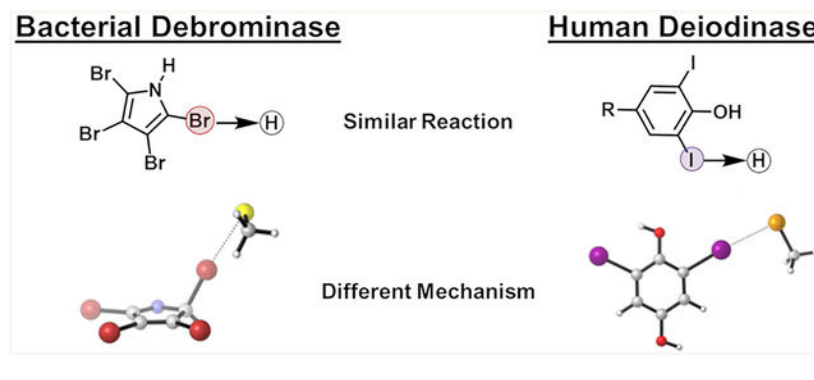 Bacterial Debrominase
Human Deiodinase
Br
H
N
Br
Br
Br
H
Similar Reaction
I
R
OH
I
H
Different Mechanism